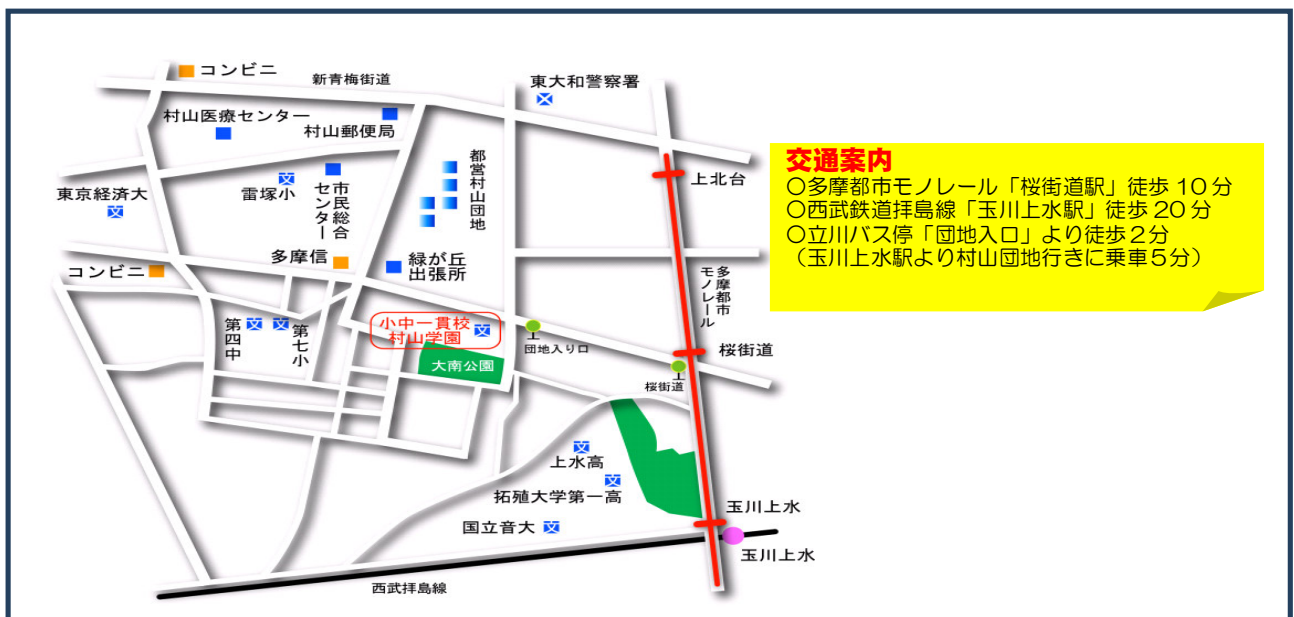 コンビニ
新青梅街道
東大和警察署
村山医療センター
村山郵便局
都営村山団地
上北台
東京経済大
雷塚小
市民総合
センター
多摩信
緑が丘
出張所
コンビニ
多摩都市
モノレール
第四中
第七小
小中一貫校
村山学園
団地入り口
桜街道
大南公園
桜街道
上水高
拓殖大学第一高
国立音大
玉川上水
玉川上水
西武拝島線
交通案内
〇多摩都市モノレール「桜街道駅」徒歩10分
〇西武鉄道拝島線「玉川上水駅」徒歩20分
〇立川バス停「団地入口」より徒歩2分
（玉川上水駅より村山団地行きに乗車5分）